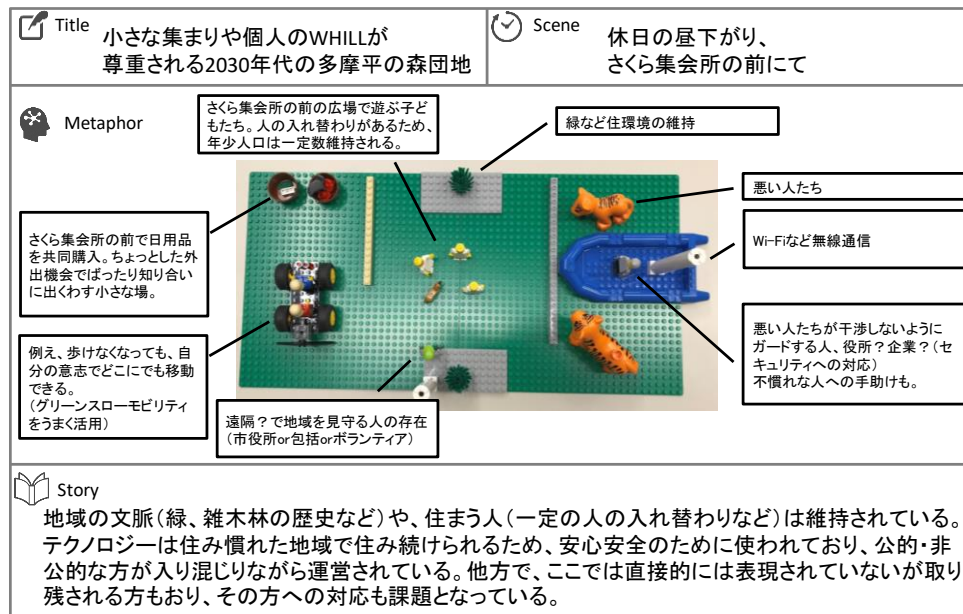 Title
小さな集まりや個人のWHILLが
尊重される2030年代の多摩平の森団地
Scene
休日の昼下がり、
さくら集会所の前にて
Metaphor
さくら集会所の前の広場で遊ぶ子ど
もたち。人の入れ替わりがあるため、
年少人口は一定数維持される。
緑など住環境の維持
悪い人たち
Wi-Fiなど無線通信
さくら集会所の前で日用品
を共同購入。ちょっとした外
出機会でばったり知り合い
に出くわす小さな場。
悪い人たちが干渉しないように
ガードする人、役所？企業？（セ
キュリティへの対応）
不慣れな人への手助けも。
例え、歩けなくなっても、自
分の意志でどこにでも移動
できる。
（グリーンスローモビリティ
をうまく活用）
遠隔？で地域を見守る人の存在
（市役所or包括orボランティア）
Story
地域の文脈（緑、雑木林の歴史など）や、住まう人（一定の人の入れ替わりなど）は維持されている。
テクノロジーは住み慣れた地域で住み続けられるため、安心安全のために使われており、公的・非
公的な方が入り混じりながら運営されている。他方で、ここでは直接的には表現されていないが取り
残される方もおり、その方への対応も課題となっている。